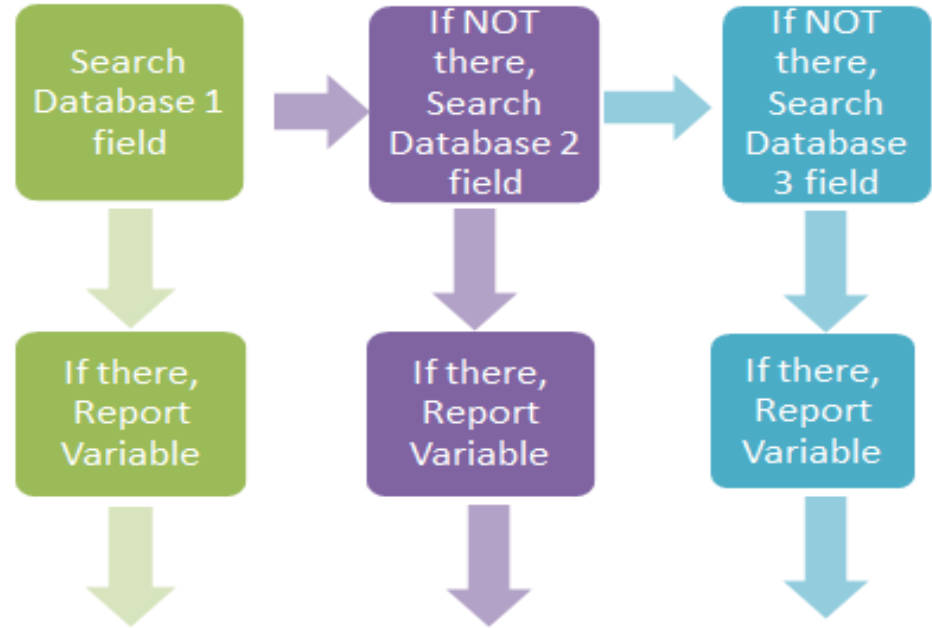 Search
Database 1
field
If NOT
there,
Search
Database 2
field
If NOT
there,
Search
Database
3 field
If there,
Report
Variable
If there,
Report
Variable
If there,
Report
Variable